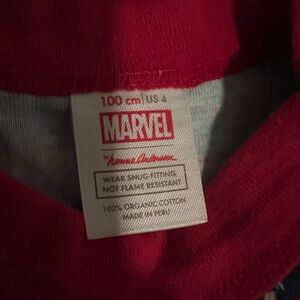 100 cm | US 4
MARVEL
by hanna andersson
WEAR SNUG-FITTING,
NOT FLAME RESISTANT
100% ORGANIC COTTON
MADE IN PERU